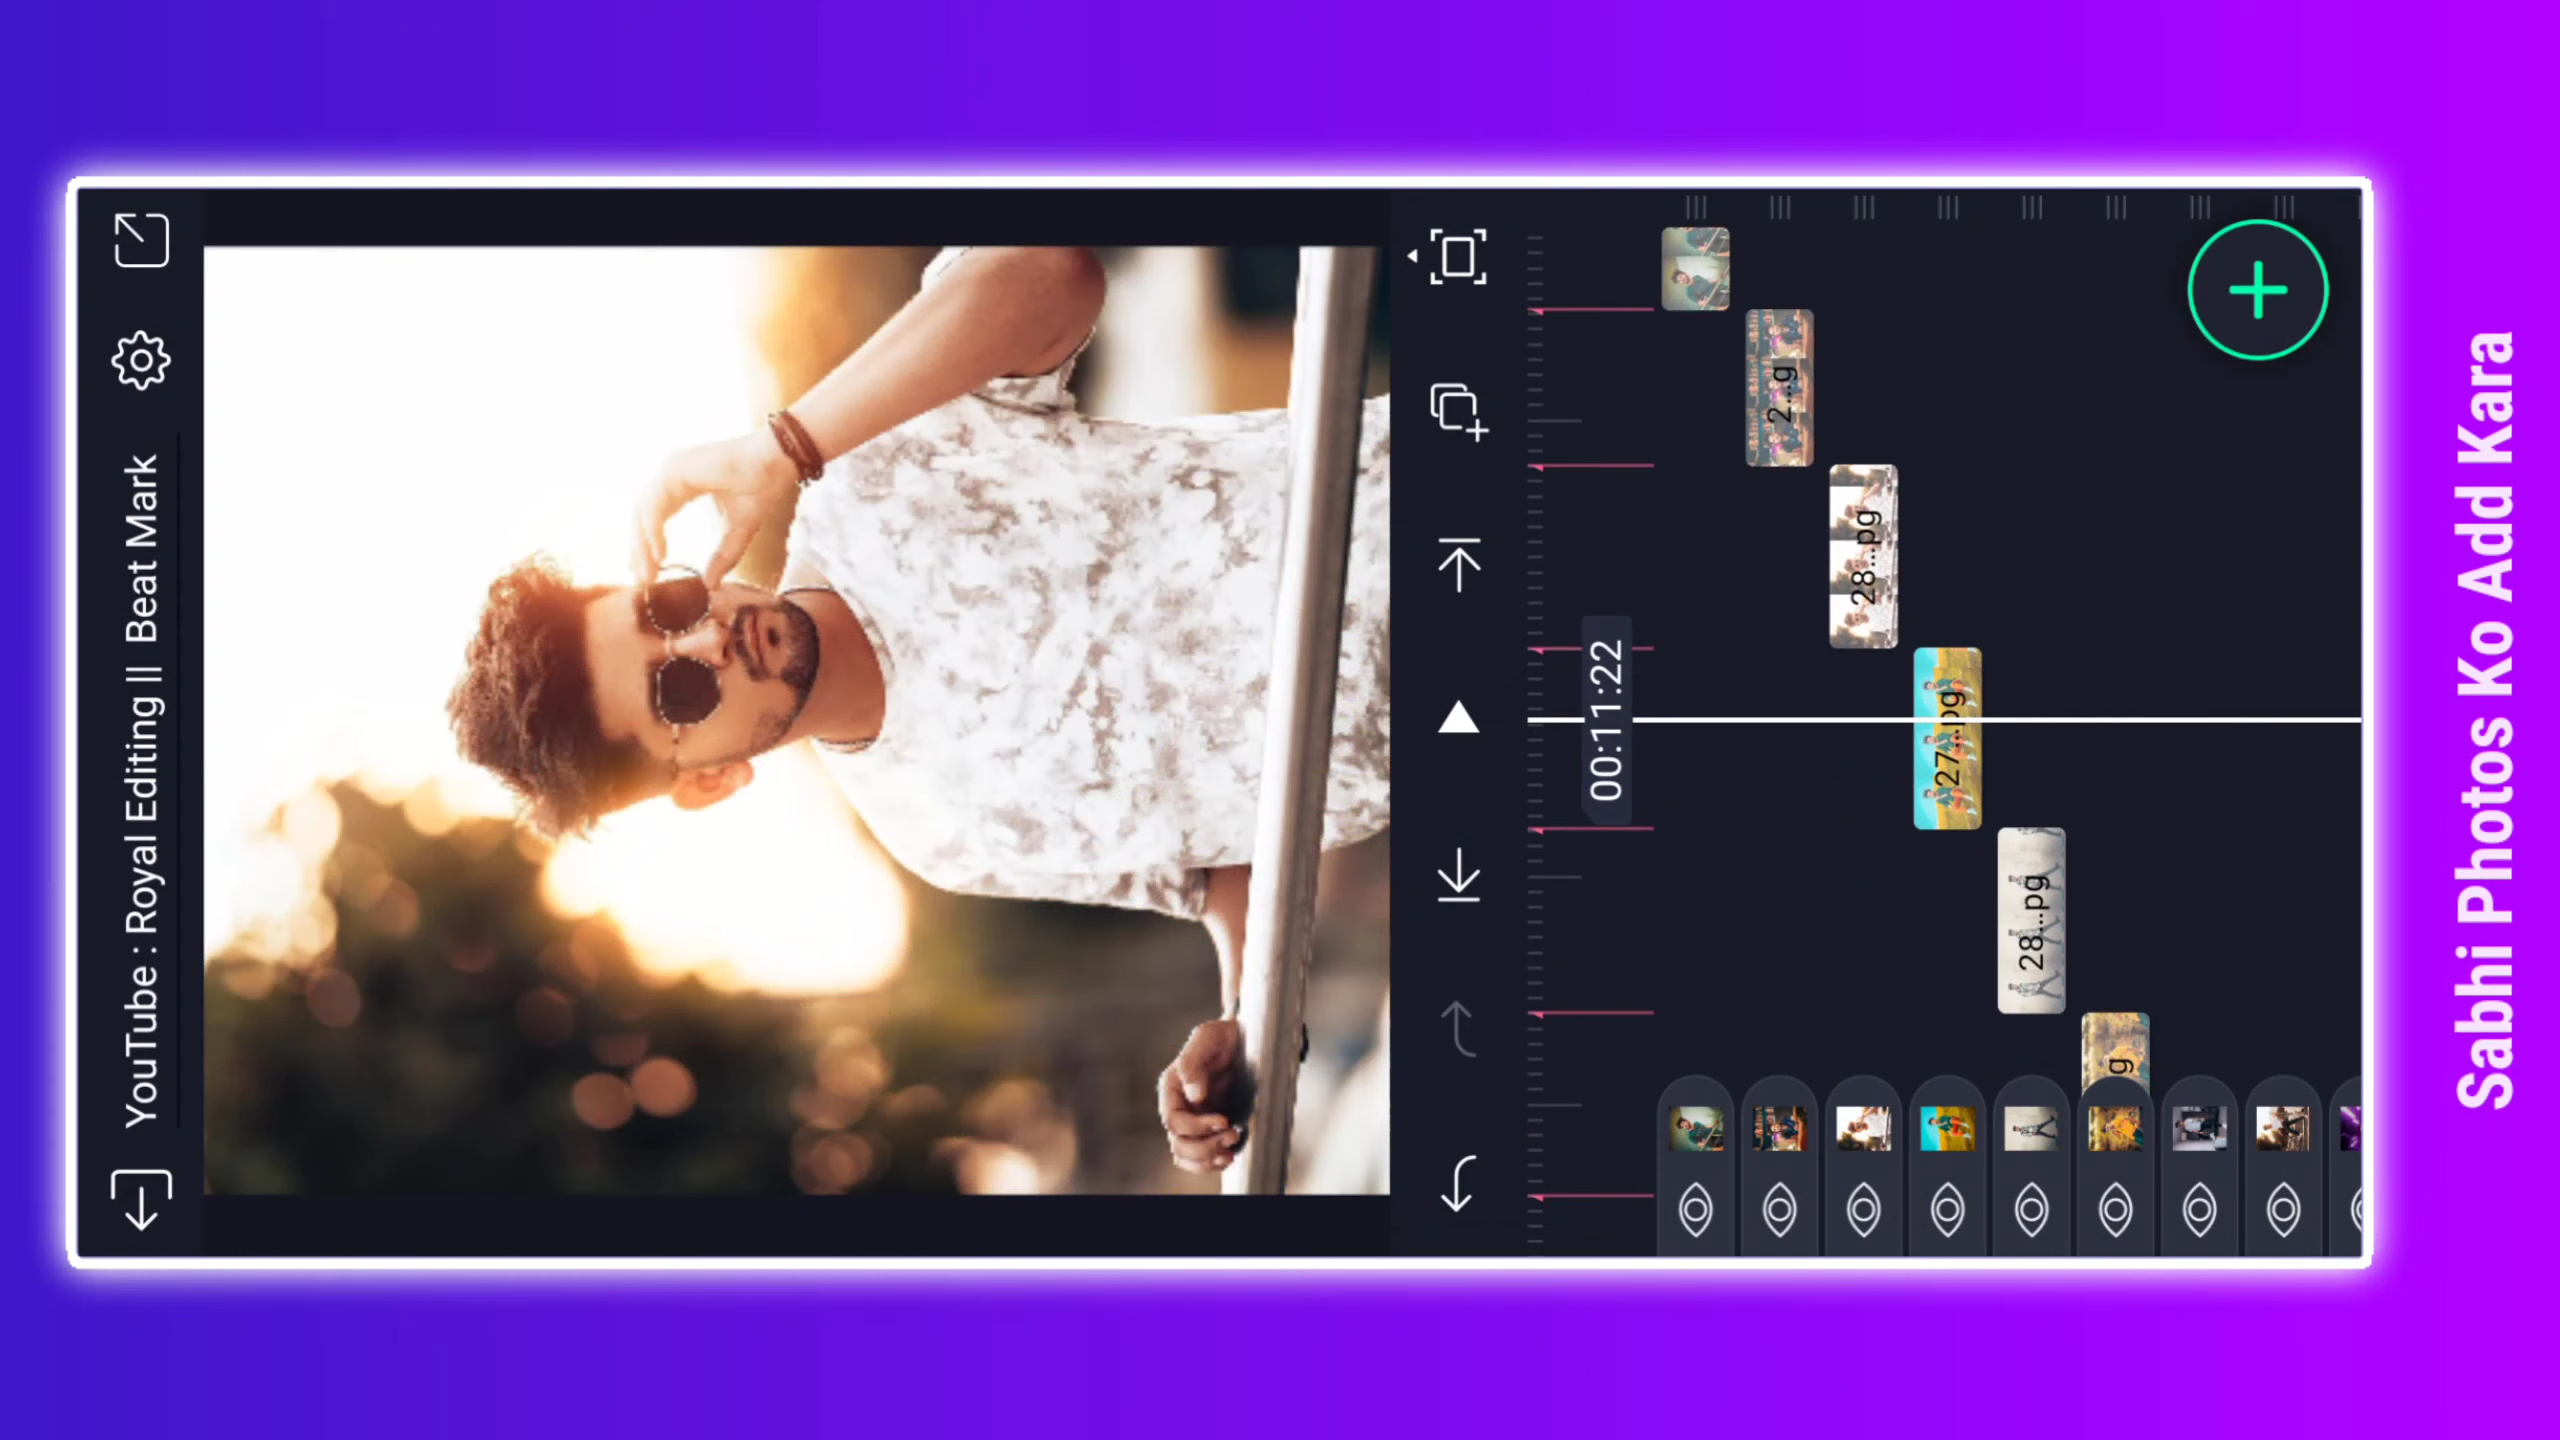 YouTube : Royal Editing || Beat Mark
00:11:22
2...g
28...pg
27...pg
28...pg
g
Sabhi Photos Ko Add Kara